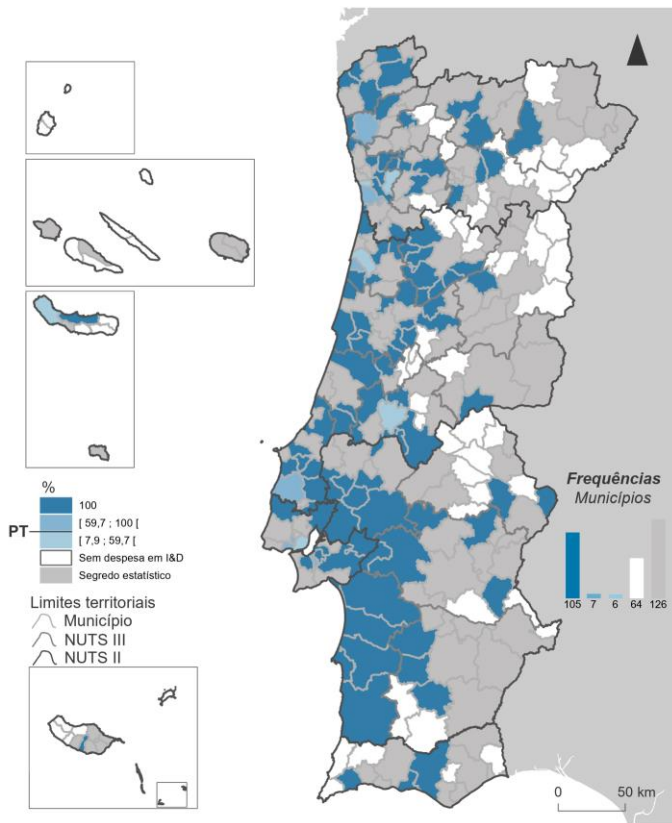 %
100
[ 59,7 ; 100 [
PT
[ 7,9 ; 59,7 [
Sem despesa em I&D
Segredo estatístico
Limites territoriais
Município
NUTS III
NUTS II
Frequências
Municípios
105 7 6 64 126
0 50 km